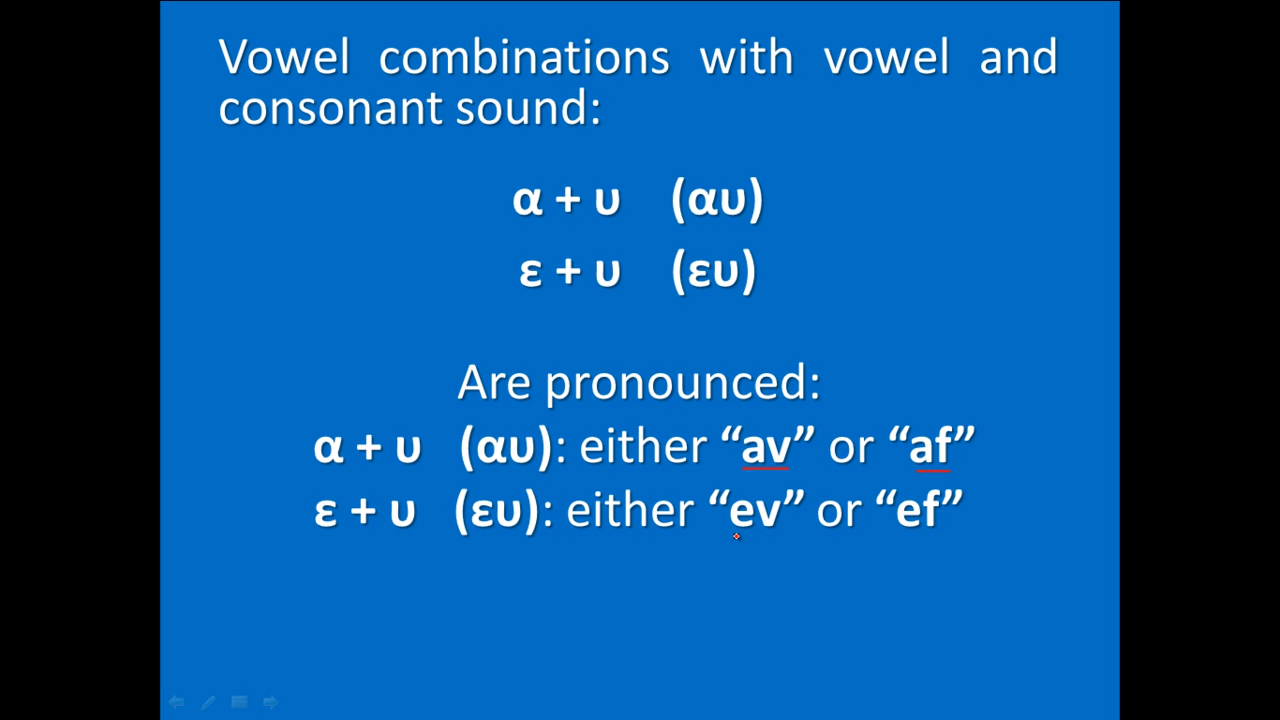 Vowel combinations with vowel and
consonant sound:
α + υ (αυ)
ε + υ (ευ)
Are pronounced:
α + υ (αυ): either “av” or “af”
ε + υ (ευ): either “ev” or “ef”